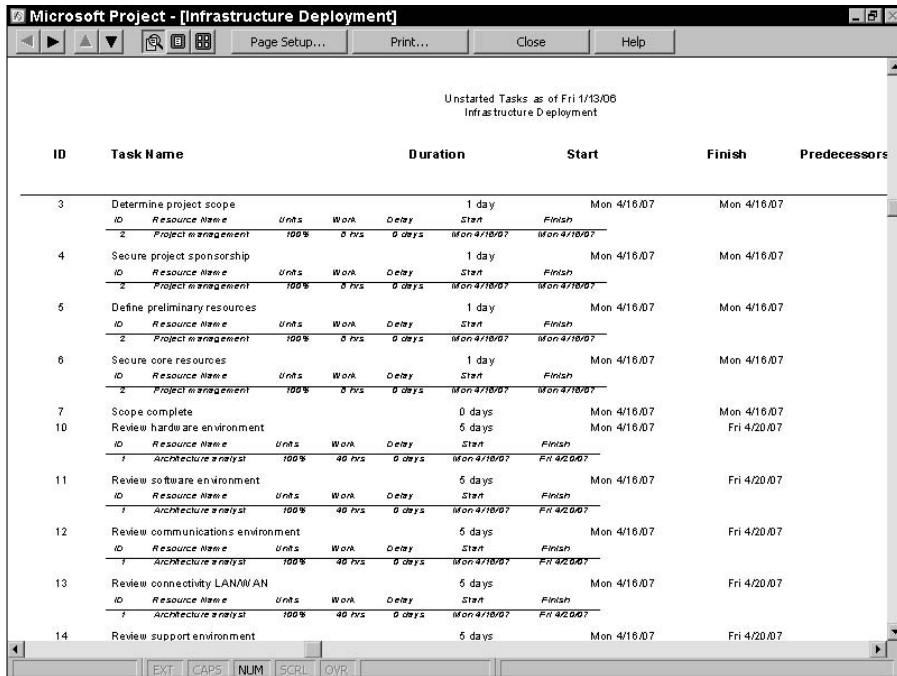 Microsoft Project - [Infrastructure Deployment]
Page Setup... Print... Close Help
Unstarted Tasks as of Fri 1/13/06
Infrastructure Deployment
ID Task Name Duration Start Finish Predecessors
3 Determine project scope 1 day Mon 4/16/07 Mon 4/16/07
ID Resource Name Units Work Delay Start Finish
2 Project management 100% 8 hrs 0 days Mon 4/16/07 Mon 4/16/07
4 Secure project sponsorship 1 day Mon 4/16/07 Mon 4/16/07
ID Resource Name Units Work Delay Start Finish
2 Project management 100% 8 hrs 0 days Mon 4/16/07 Mon 4/16/07
5 Define preliminary resources 1 day Mon 4/16/07 Mon 4/16/07
ID Resource Name Units Work Delay Start Finish
2 Project management 100% 8 hrs 0 days Mon 4/16/07 Mon 4/16/07
6 Secure core resources 1 day Mon 4/16/07 Mon 4/16/07
ID Resource Name Units Work Delay Start Finish
2 Project management 100% 8 hrs 0 days Mon 4/16/07 Mon 4/16/07
7 Scope complete 0 days Mon 4/16/07 Mon 4/16/07
10 Review hardware environment 5 days Mon 4/16/07 Fri 4/20/07
ID Resource Name Units Work Delay Start Finish
1 Architecture analyst 100% 40 hrs 0 days Mon 4/16/07 Fri 4/20/07
11 Review software environment 5 days Mon 4/16/07 Fri 4/20/07
ID Resource Name Units Work Delay Start Finish
1 Architecture analyst 100% 40 hrs 0 days Mon 4/16/07 Fri 4/20/07
12 Review communications environment 5 days Mon 4/16/07 Fri 4/20/07
ID Resource Name Units Work Delay Start Finish
1 Architecture analyst 100% 40 hrs 0 days Mon 4/16/07 Fri 4/20/07
13 Review connectivity LAN/WAN 5 days Mon 4/16/07 Fri 4/20/07
ID Resource Name Units Work Delay Start Finish
1 Architecture analyst 100% 40 hrs 0 days Mon 4/16/07 Fri 4/20/07
14 Review support environment 5 days Mon 4/16/07 Fri 4/20/07
EXT CAPS NUM SCRL OVR